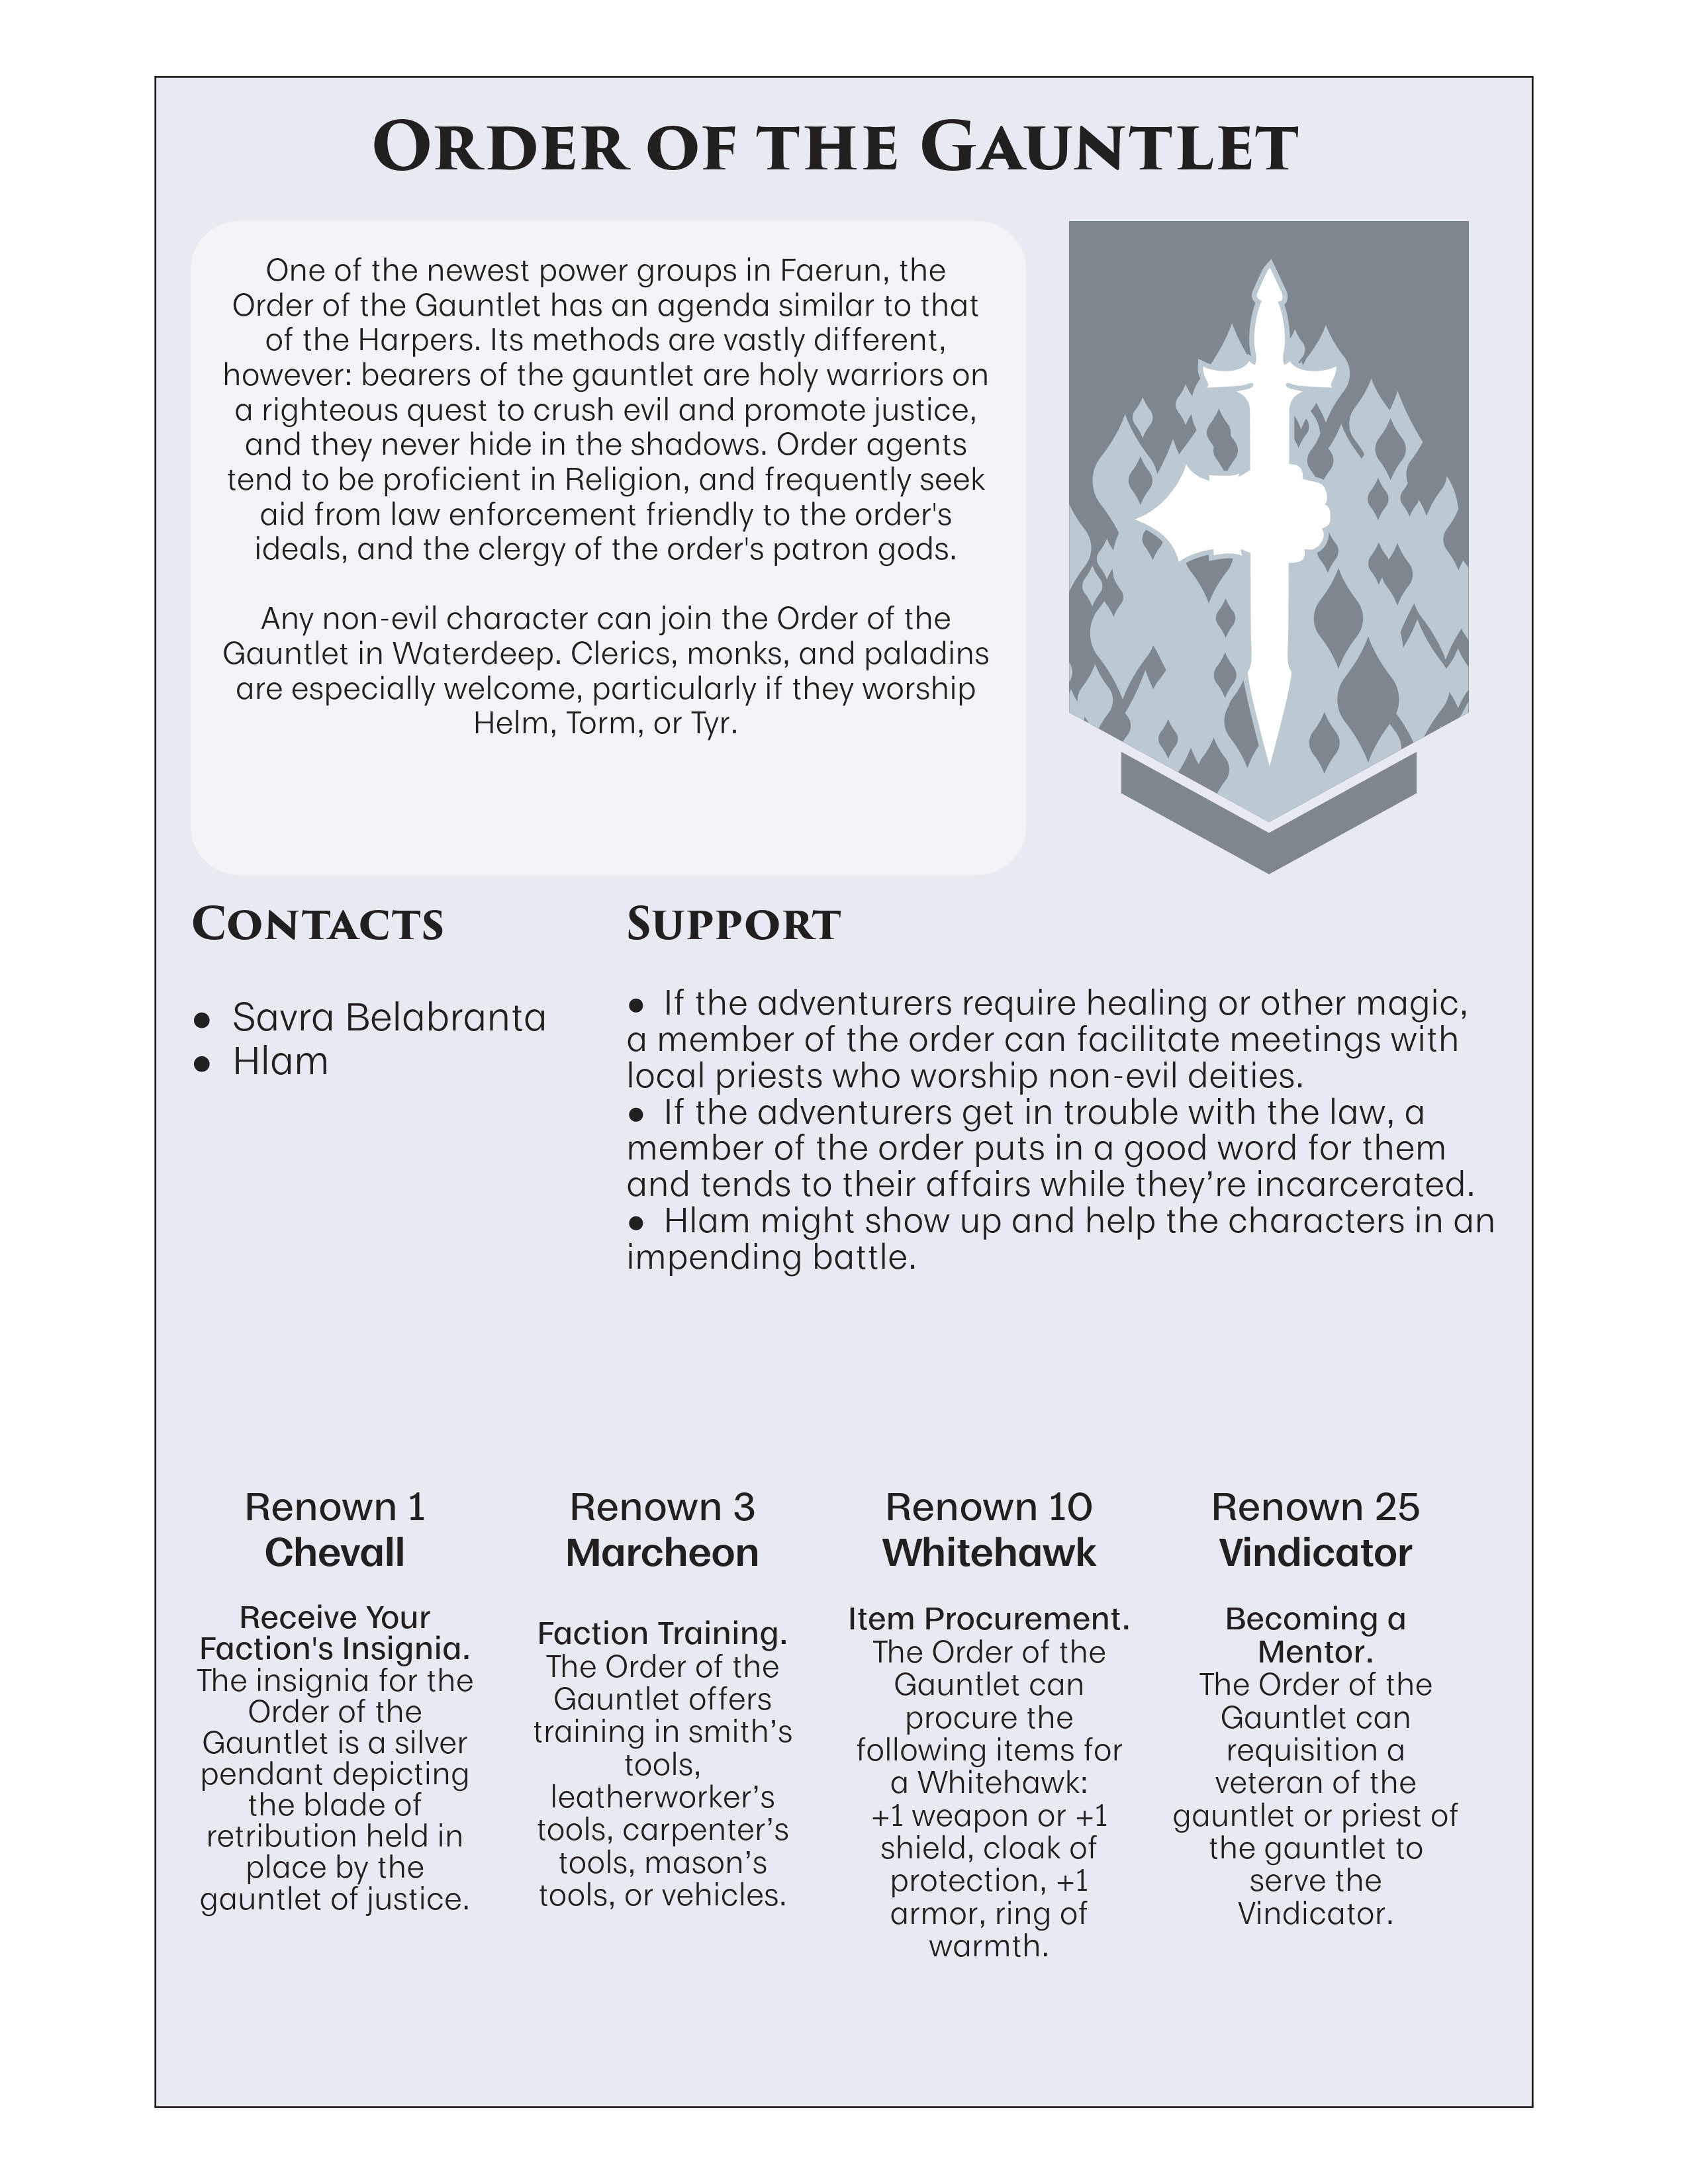 Order of the Gauntlet
One of the newest power groups in Faerun, the
Order of the Gauntlet has an agenda similar to that
of the Harpers. Its methods are vastly different,
however: bearers of the gauntlet are holy warriors on
a righteous quest to crush evil and promote justice,
and they never hide in the shadows. Order agents
tend to be proficient in Religion, and frequently seek
aid from law enforcement friendly to the order's
ideals, and the clergy of the order's patron gods.
Any non-evil character can join the Order of the
Gauntlet in Waterdeep. Clerics, monks, and paladins
are especially welcome, particularly if they worship
Helm, Torm, or Tyr.
Contacts
● Savra Belabranta
● Hlam
Support
● If the adventurers require healing or other magic,
a member of the order can facilitate meetings with
local priests who worship non-evil deities.
● If the adventurers get in trouble with the law, a
member of the order puts in a good word for them
and tends to their affairs while they’re incarcerated.
● Hlam might show up and help the characters in an
impending battle.
Renown 1
Chevall
Receive Your
Faction's Insignia.
The insignia for the
Order of the
Gauntlet is a silver
pendant depicting
the blade of
retribution held in
place by the
gauntlet of justice.
Renown 3
Marcheon
Faction Training.
The Order of the
Gauntlet offers
training in smith’s
tools,
leatherworker’s
tools, carpenter’s
tools, mason’s
tools, or vehicles.
Renown 10
Whitehawk
Item Procurement.
The Order of the
Gauntlet can
procure the
following items for
a Whitehawk:
+1 weapon or +1
shield, cloak of
protection, +1
armor, ring of
warmth.
Renown 25
Vindicator
Becoming a
Mentor.
The Order of the
Gauntlet can
requisition a
veteran of the
gauntlet or priest of
the gauntlet to
serve the
Vindicator.